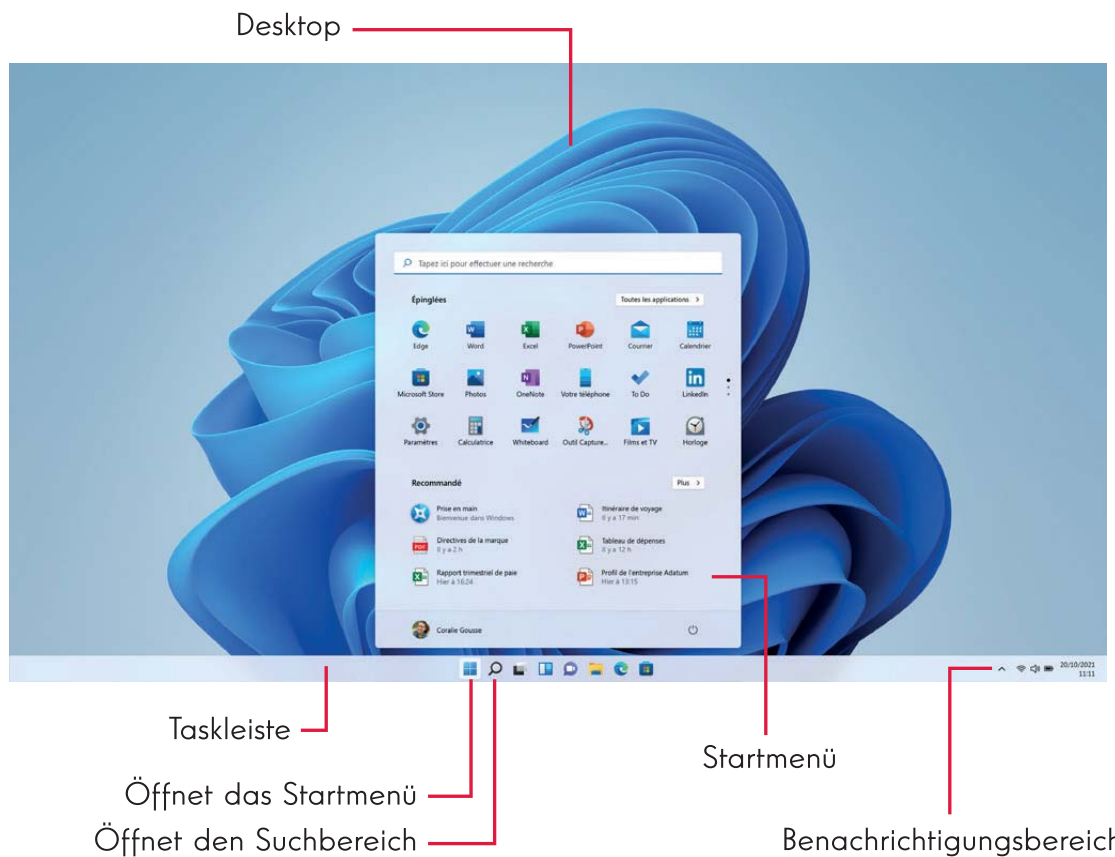 Desktop
Tapez ici pour effectuer une recherche
Épinglées
Toutes les applications >
Edge Word Excel PowerPoint Courrier Calendrier
Microsoft Store Photos OneNote Votre téléphone To Do LinkedIn
Paramètres Calculatrice Whiteboard Outil Capture... Films et TV Horloge
Recommandé
Plus >
Prise en main
Bienvenue dans Windows
Itinéraire de voyage
Il y a 17 min
Directives de la marque
Il y a 2 h
Tableau de dépenses
Il y a 12 h
Rapport trimestriel de paie
Hier à 16:24
Profil de l'entreprise Adatum
Hier à 13:15
Coralie Gousse
20/10/2021
11:11
Taskleiste
Startmenü
Öffnet das Startmenü
Öffnet den Suchbereich
Benachrichtigungsbereich